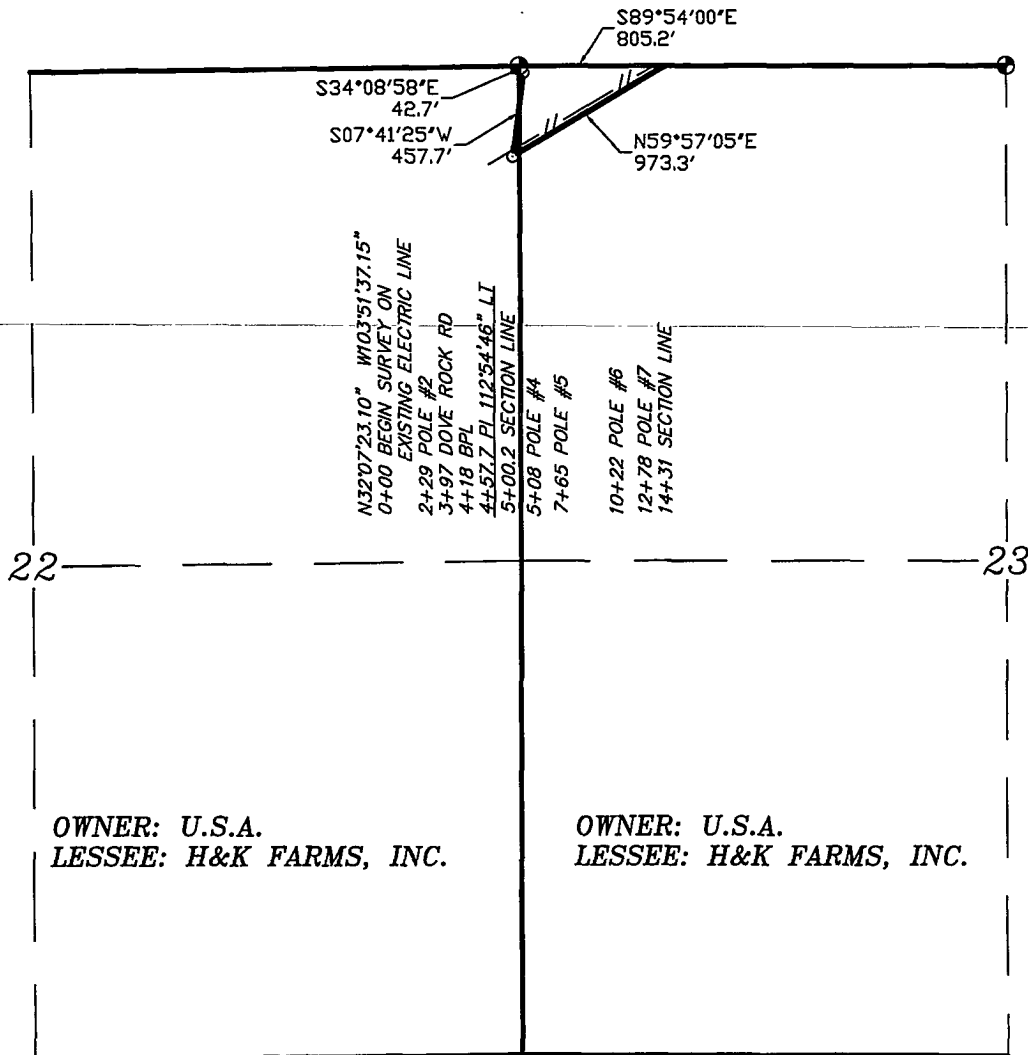 S89°54'00"E
805.2'
S34°08'58"E
42.7'
S07°41'25"W
457.7'
N59°57'05"E
973.3'
N32°07'23.10" W103°51'37.15"
0+00 BEGIN SURVEY ON
EXISTING ELECTRIC LINE
2+29 POLE #2
3+97 DOVE ROCK RD
4+18 BPL
4+57.7 PI 112°54'46" LT
5+00.2 SECTION LINE
5+08 POLE #4
7+65 POLE #5
10+22 POLE #6
12+78 POLE #7
14+31 SECTION LINE
22
23
OWNER: U.S.A.
LESSEE: H&K FARMS, INC.
OWNER: U.S.A.
LESSEE: H&K FARMS, INC.